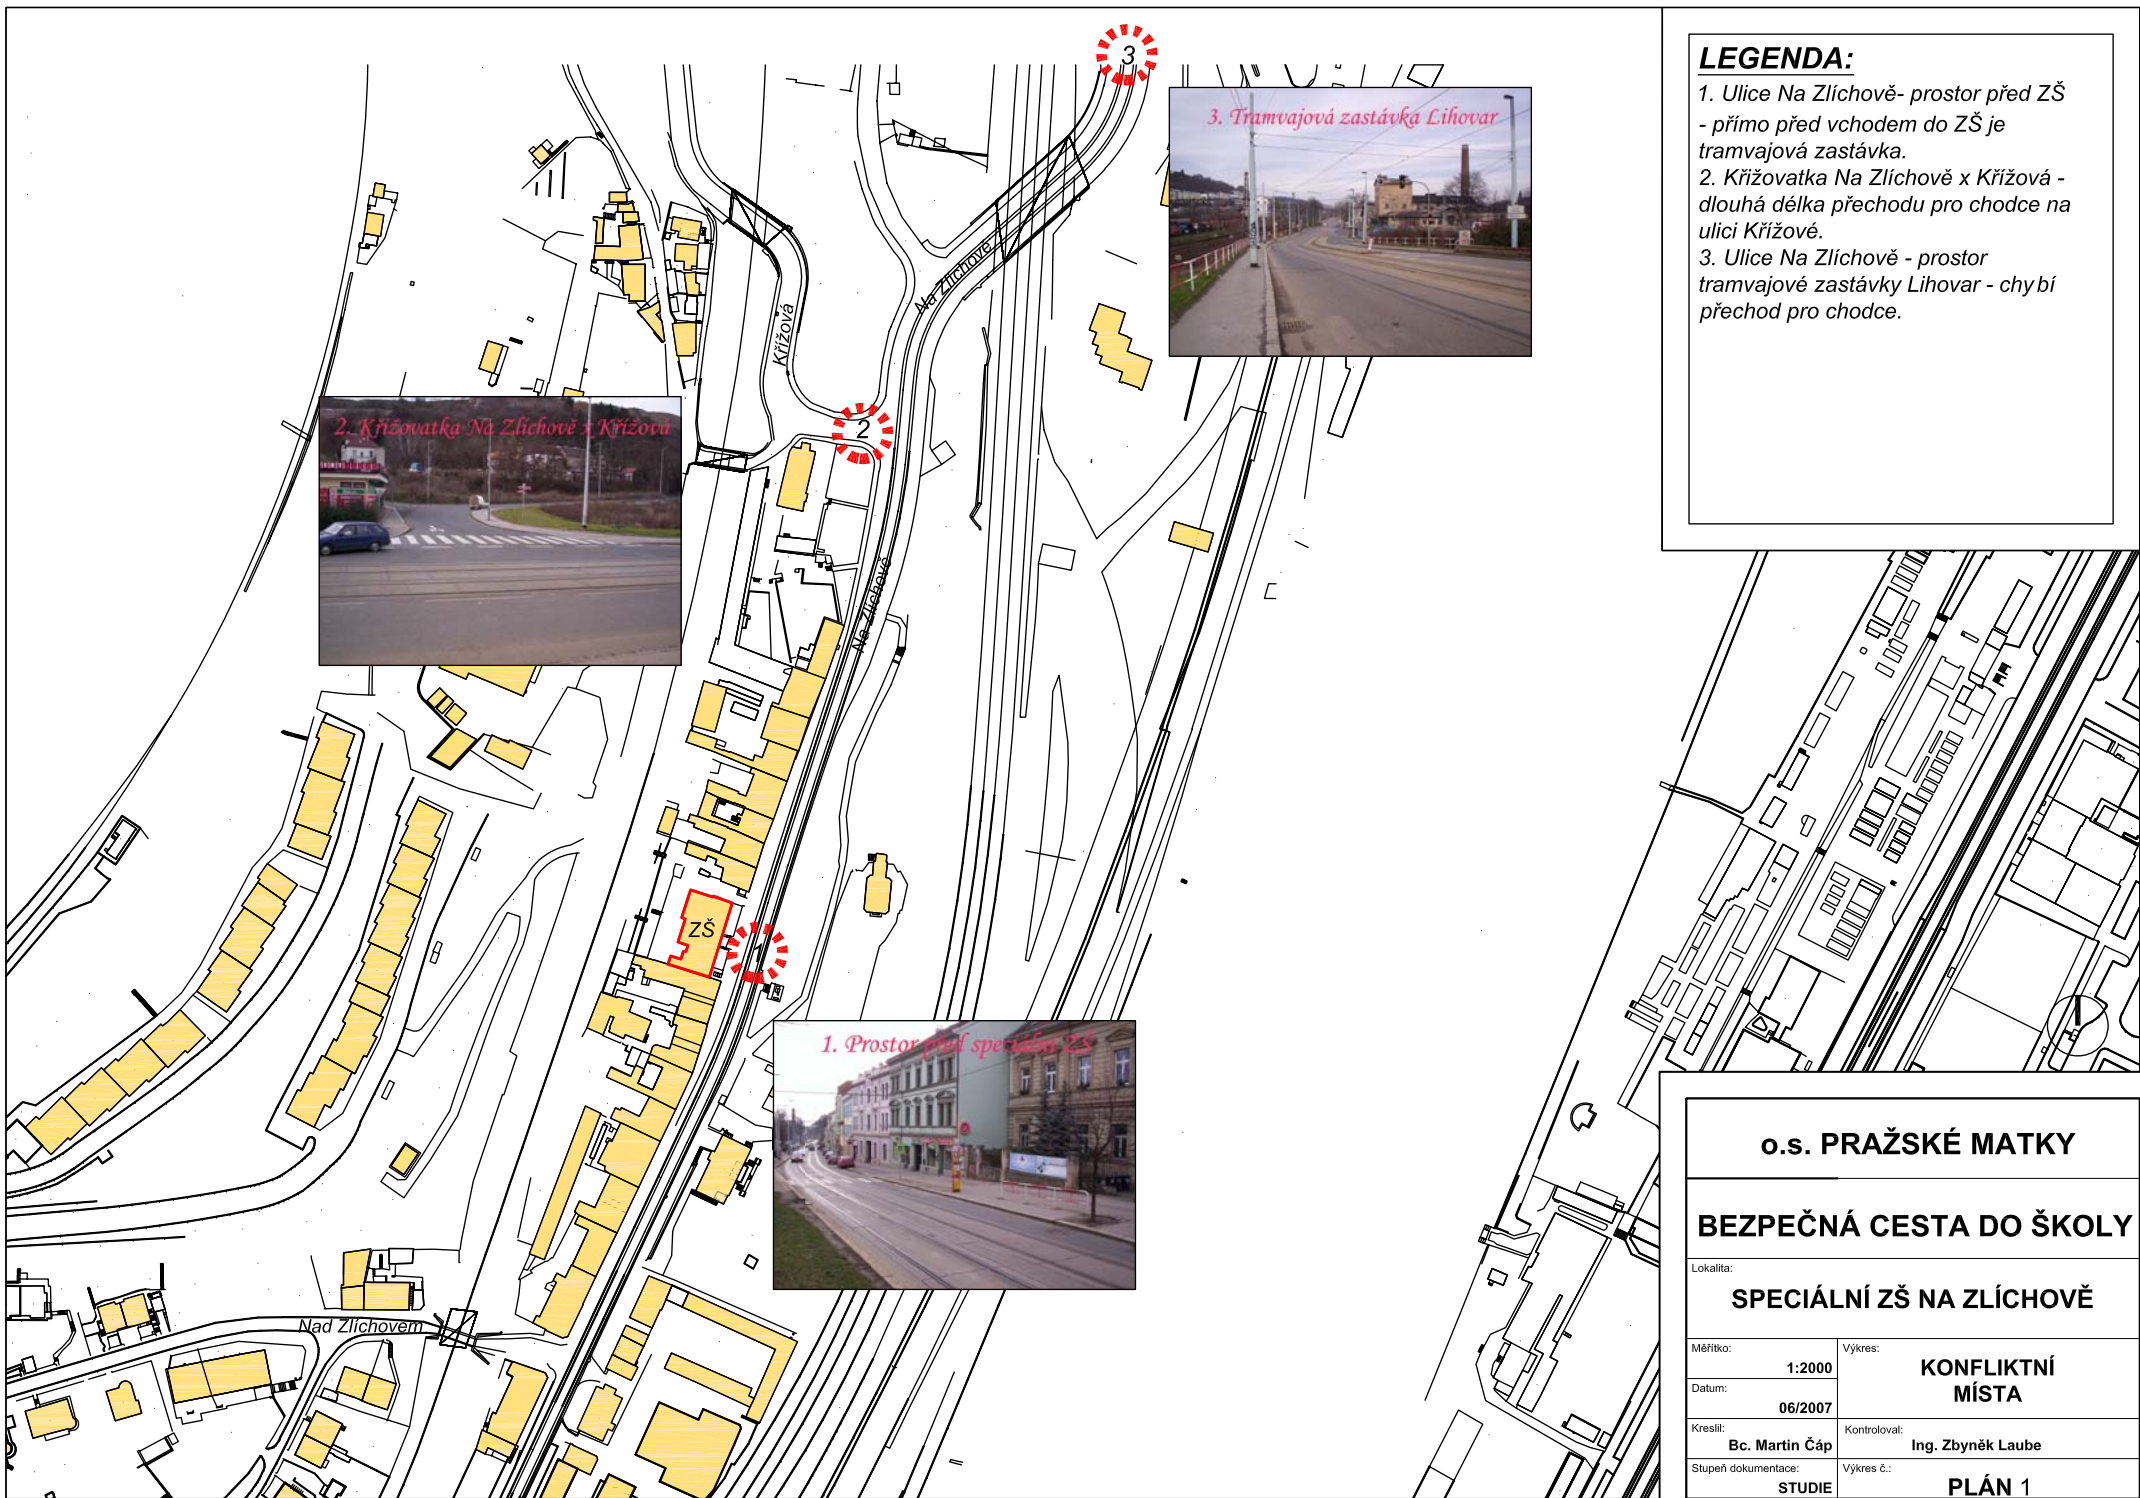 3
LEGENDA:
1. Ulice Na Zlíchově- prostor před ZŠ
- přímo před vchodem do ZŠ je
tramvajová zastávka.
2. Křižovatka Na Zlíchově x Křížová -
dlouhá délka přechodu pro chodce na
ulici Křížové.
3. Ulice Na Zlíchově - prostor
tramvajové zastávky Lihovar - chybí
přechod pro chodce.
3. Tramvajová zastávka Lihovar
Na Zlíchově
Křížová
2. Křižovatka Na Zlíchově x Křížová
2
Na Zlíchově
ZŠ
1
1. Prostor před speciální ZŠ
Nad Zlíchovem
o.s. PRAŽSKÉ MATKY
BEZPEČNÁ CESTA DO ŠKOLY
Lokalita:
SPECIÁLNÍ ZŠ NA ZLÍCHOVĚ
Měřítko:
1:2000
Výkres:
KONFLIKTNÍ
MÍSTA
Datum:
06/2007
Kreslil:
Bc. Martin Čáp
Kontroloval:
Ing. Zbyněk Laube
Stupeň dokumentace:
STUDIE
Výkres č.:
PLÁN 1